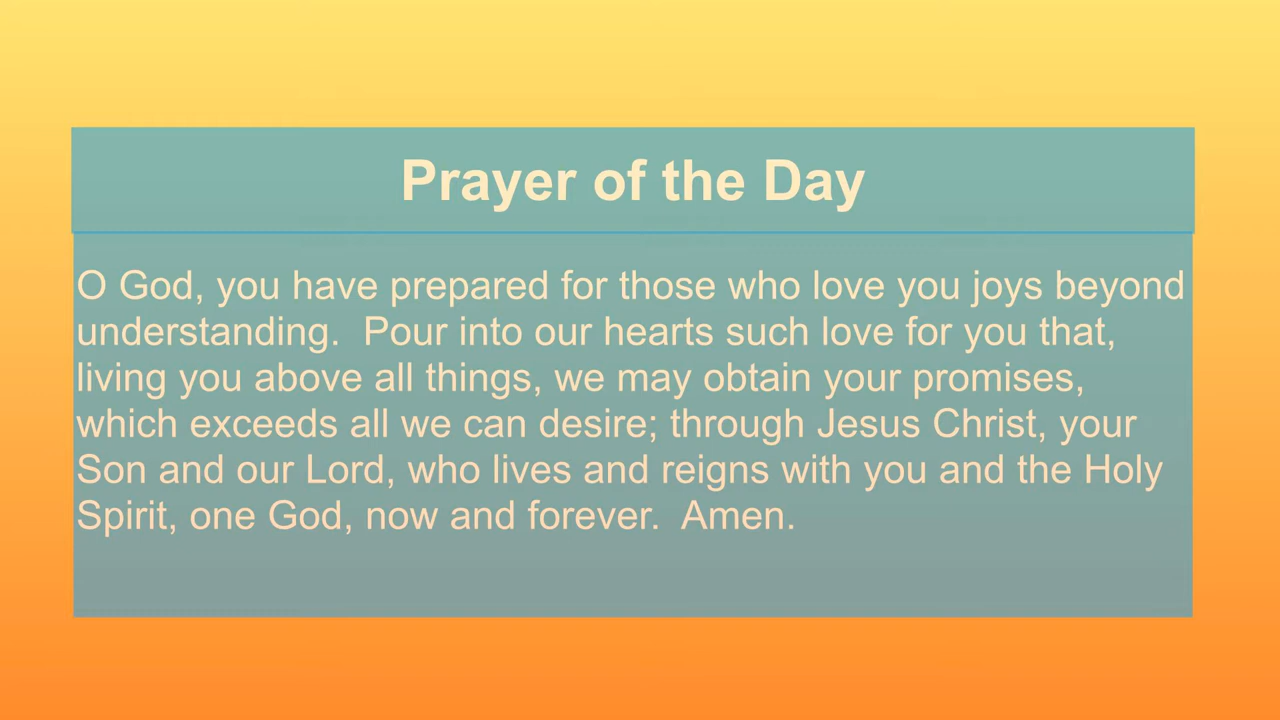 Prayer of the Day
O God, you have prepared for those who love you joys beyond
understanding.  Pour into our hearts such love for you that,
living you above all things, we may obtain your promises,
which exceeds all we can desire; through Jesus Christ, your
Son and our Lord, who lives and reigns with you and the Holy
Spirit, one God, now and forever.  Amen.